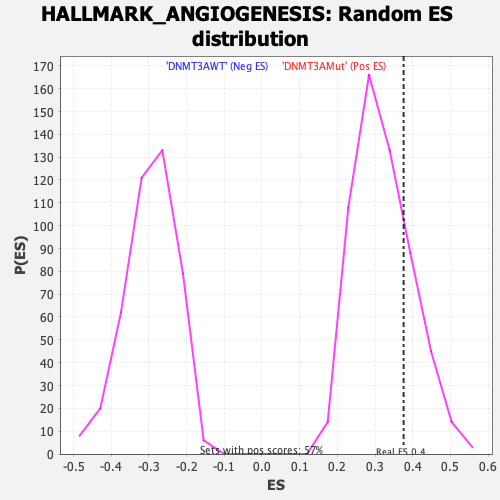 HALLMARK_ANGIOGENESIS: Random ES
distribution
'DNMT3AWT' (Neg ES) 'DNMT3AMut' (Pos ES)
170
160
150
140
130
120
110
100
90
80
70
60
50
40
30
20
10
0
P(ES)
Sets with pos scores: 57%
Real ES 0.4
-0.5 -0.4 -0.3 -0.2 -0.1 0.0 0.1 0.2 0.3 0.4 0.5 0.6
ES